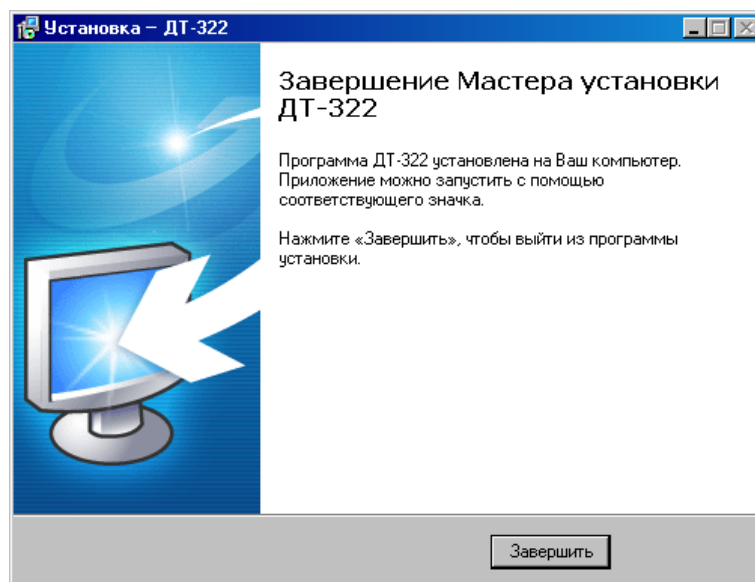 Установка – ДТ-322
Завершение Мастера установки
ДТ-322
Программа ДТ-322 установлена на Ваш компьютер.
Приложение можно запустить с помощью
соответствующего значка.
Нажмите «Завершить», чтобы выйти из программы
установки.
Завершить